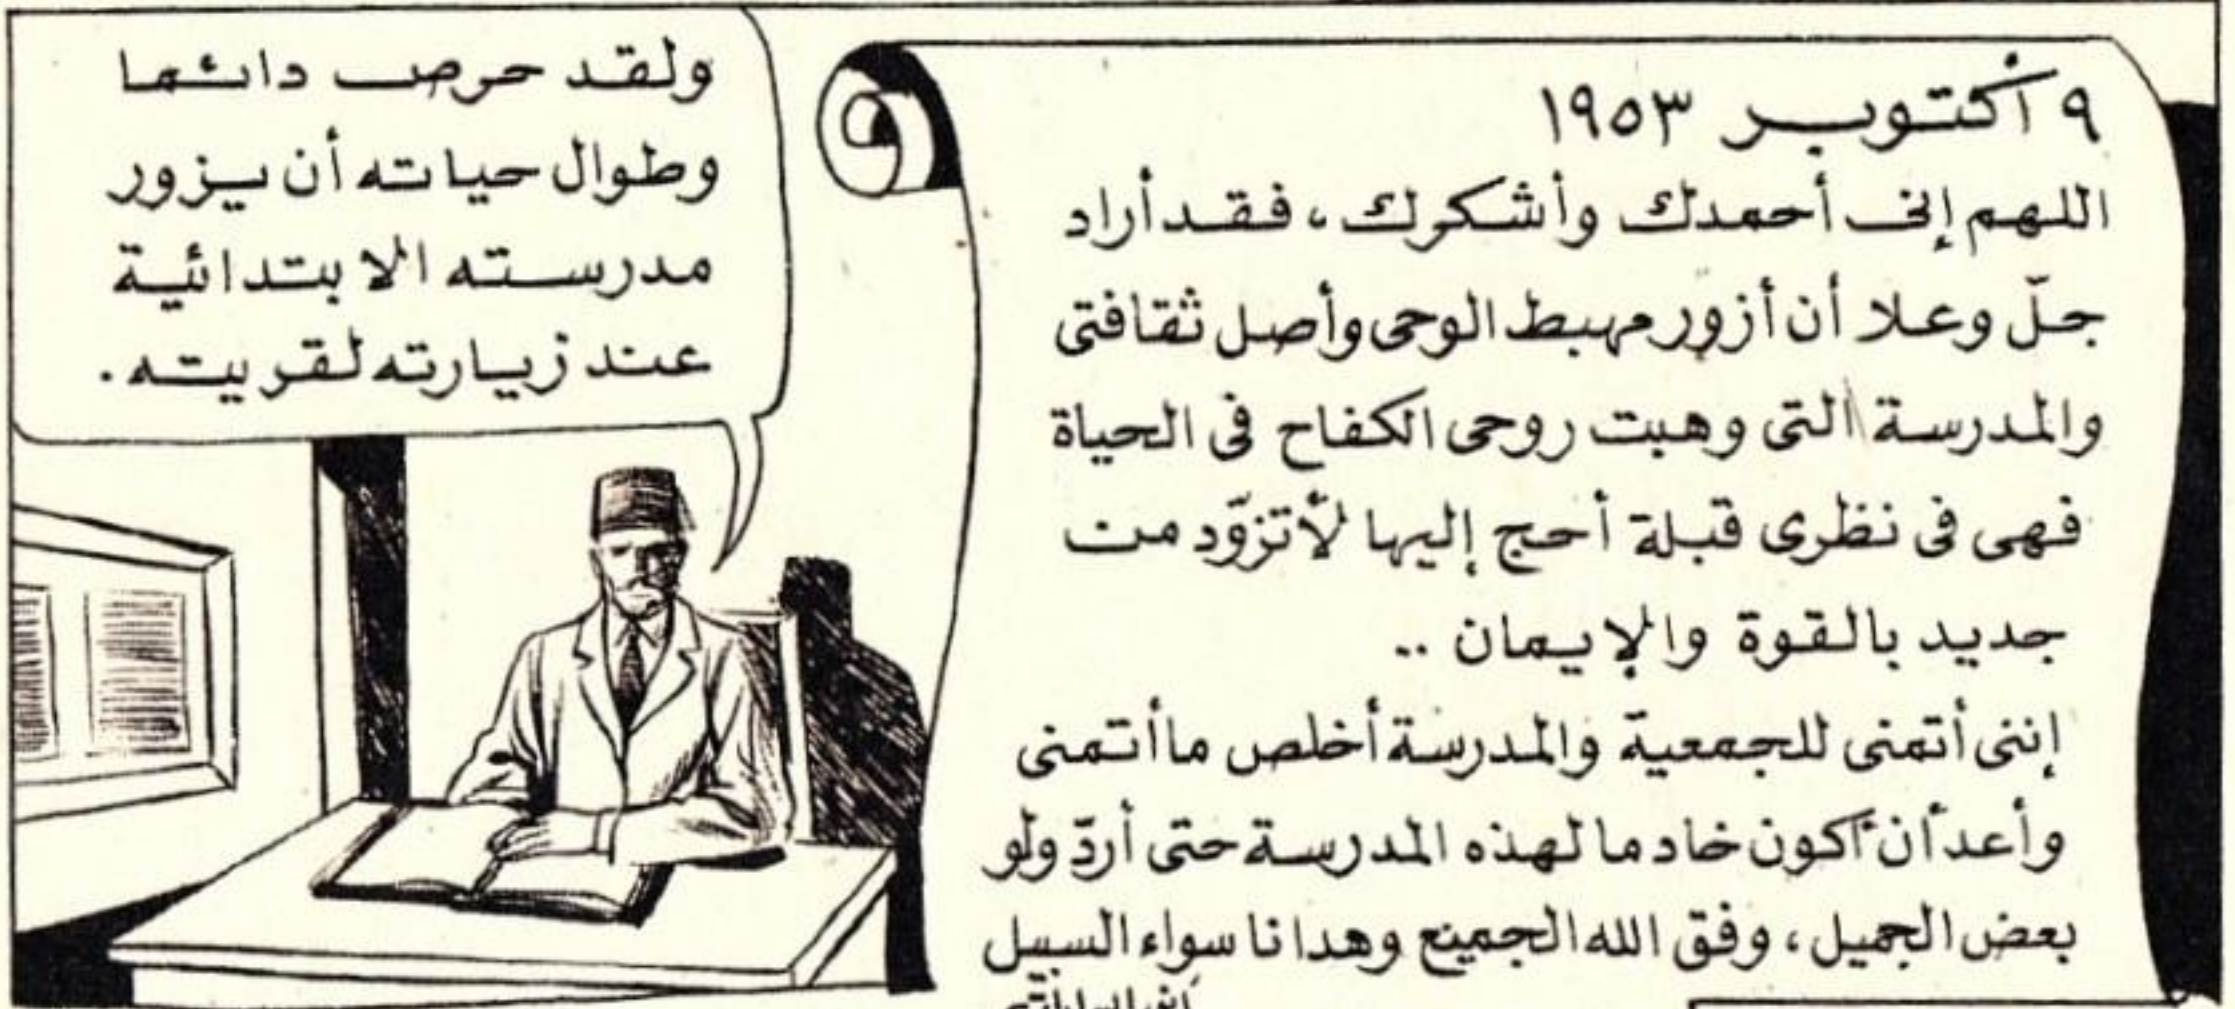 ولقد حرص دائما
وطوال حياته أن يزور
مدرسته الابتدائية
عند زيارته لقريته.
٩ أكتوبر ١٩٥٣
اللهم إنى أحمدك وأشكرك، فقد أراد
جلّ وعلا أن أزور مهبط الوحى وأصل ثقافتى
والمدرسة التى وهبت روحى الكفاح فى الحياة
فهى فى نظرى قبلة أحج إليها لأتزوّد من
جديد بالقوة والإيمان ..
إننى أتمنى للجمعية والمدرسة أخلص ما أتمنى
وأعد أن أكون خادما لهذه المدرسة حتى أردّ ولو
بعض الجميل، وفق الله الجميع وهدانا سواء السبيل